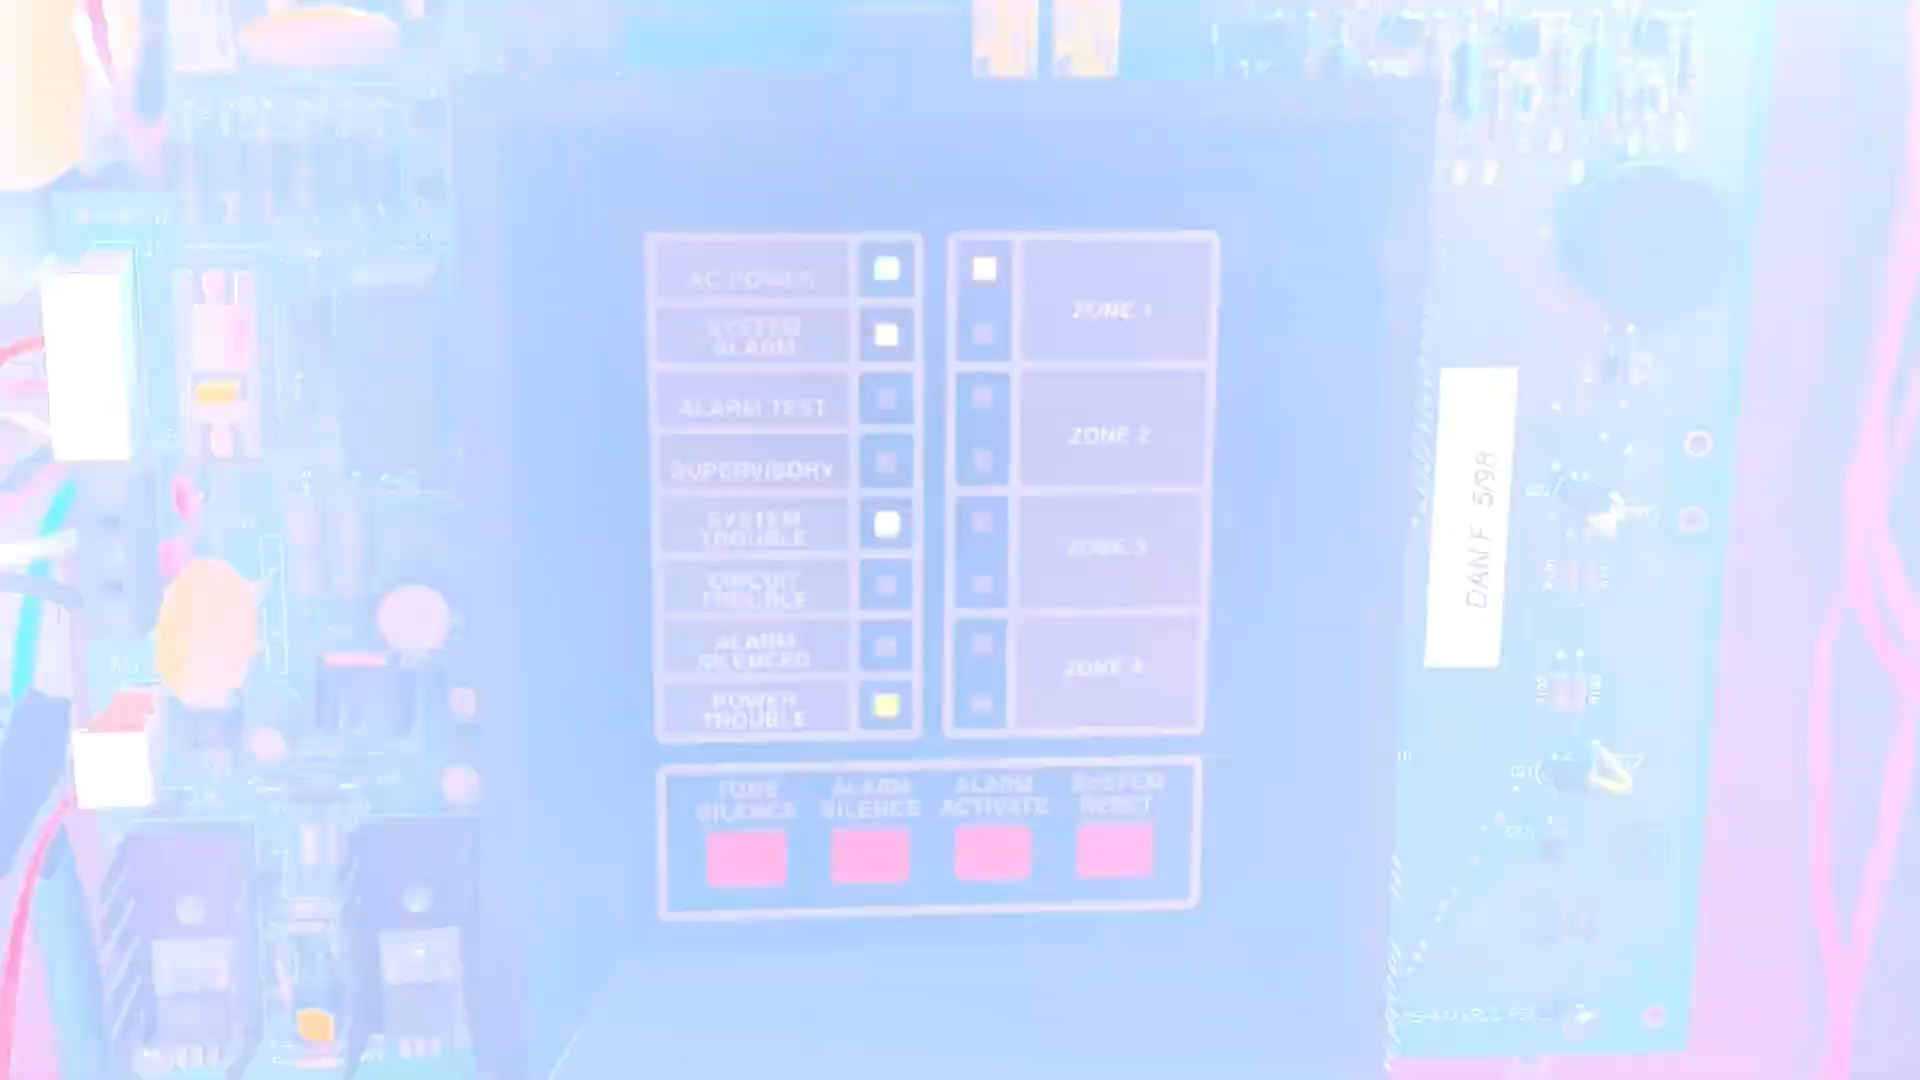 AC POWER
SYSTEM
ALARM
ALARM TEST
SUPERVISORY
SYSTEM
TROUBLE
CIRCUIT
TROUBLE
ALARM
SILENCED
POWER
TROUBLE
ZONE 1
ZONE 2
ZONE 3
ZONE 4
TONE
SILENCE
ALARM
SILENCE
ALARM
ACTIVATE
SYSTEM
RESET
DAN F 5/98